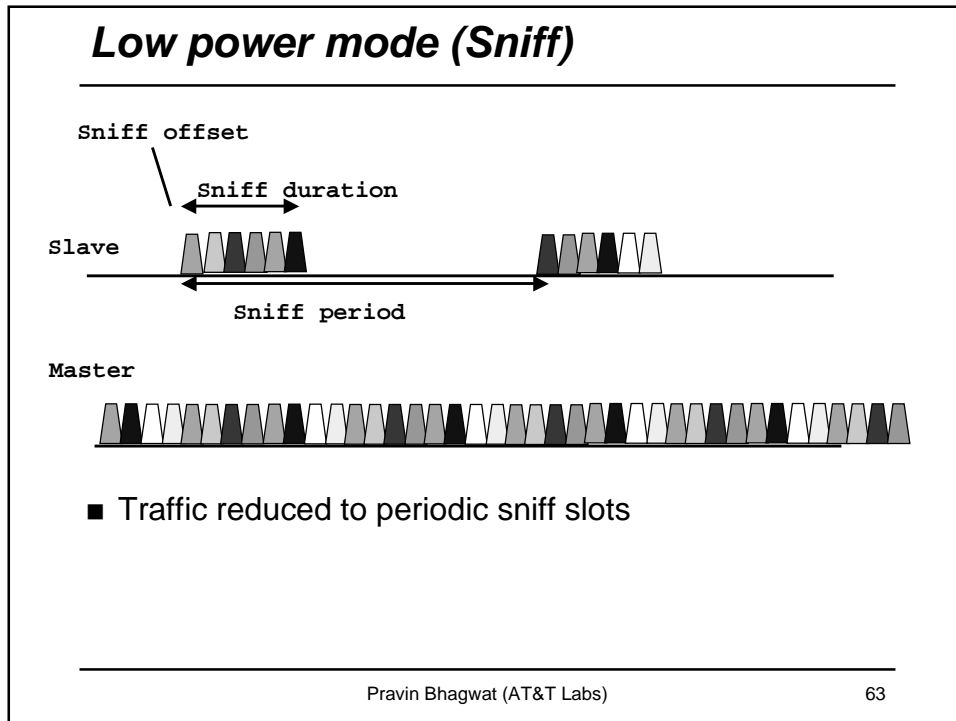 Low power mode (Sniff)
Sniff offset
Sniff duration
Slave
Sniff period
Master
■ Traffic reduced to periodic sniff slots
Pravin Bhagwat (AT&T Labs)
63